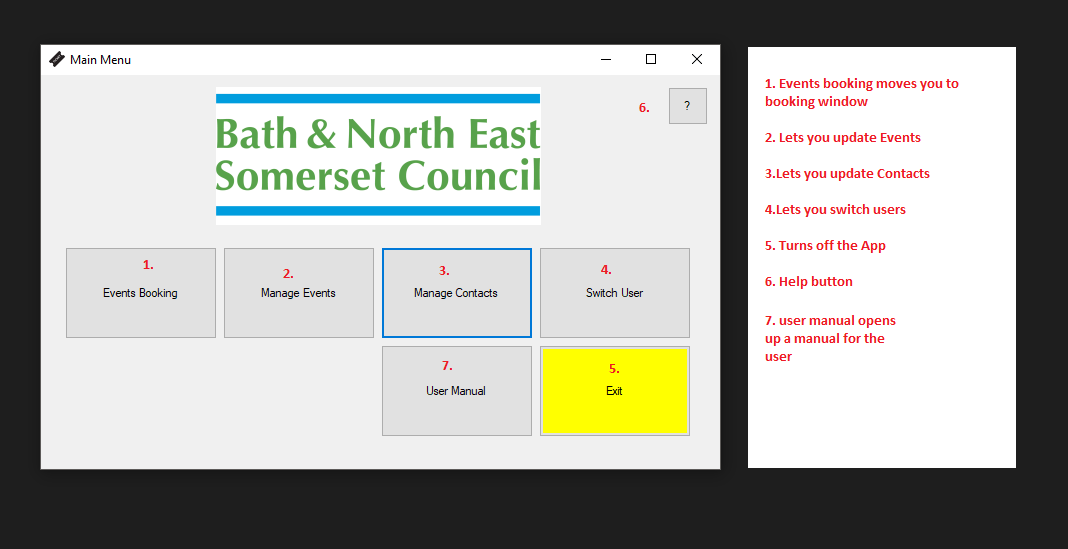 Main Menu
6.
?
Bath & North East
Somerset Council
1.
2.
3.
4.
Events Booking
Manage Events
Manage Contacts
Switch User
7.
5.
User Manual
Exit
1. Events booking moves you to
booking window
2. Lets you update Events
3.Lets you update Contacts
4.Lets you switch users
5. Turns off the App
6. Help button
7. user manual opens
up a manual for the
user